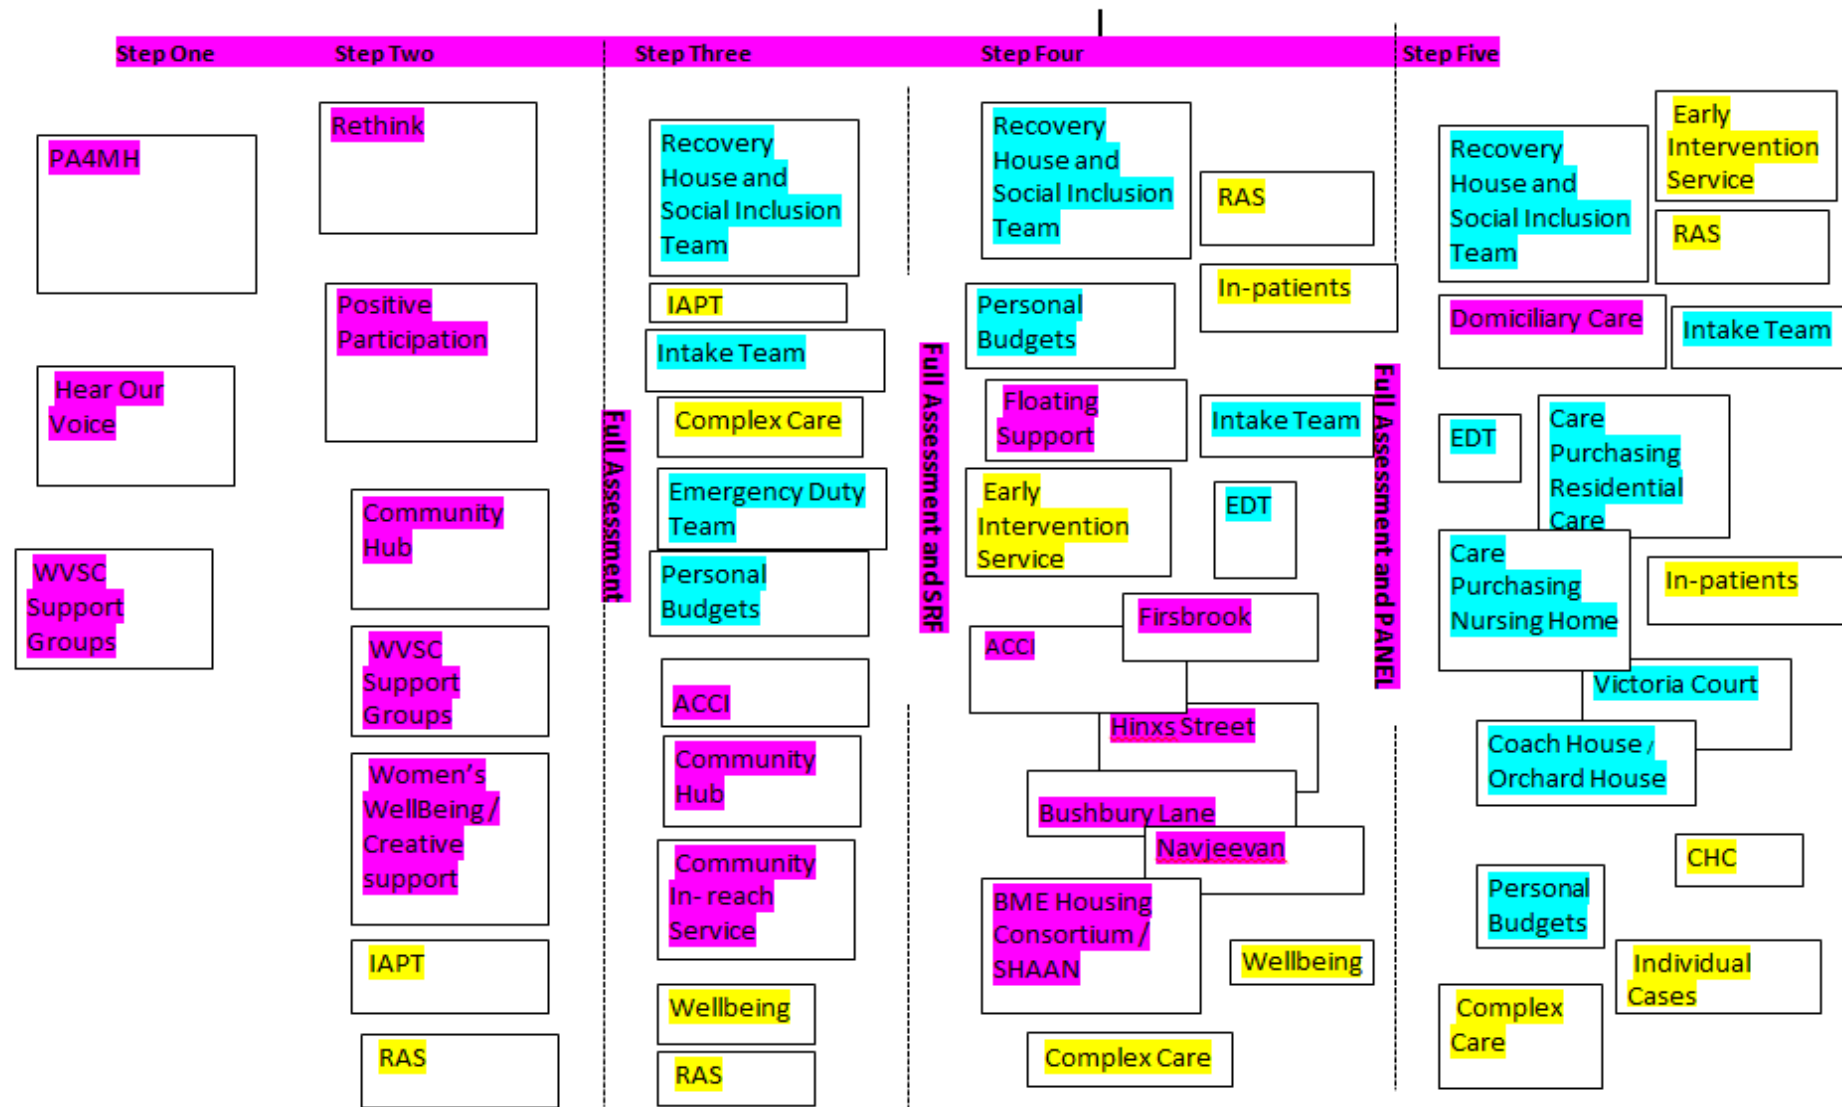 Step One
Step Two
Step Three
Step Four
Step Five
PA4MH
Hear Our
Voice
WVSC
Support
Groups
Rethink
Positive
Participation
Community
Hub
WVSC
Support
Groups
Women's
WellBeing /
Creative
support
IAPT
RAS
Full Assessment
Recovery
House and
Social Inclusion
Team
IAPT
Intake Team
Complex Care
Emergency Duty
Team
Personal
Budgets
ACCI
Community
Hub
Community
In- reach
Service
Wellbeing
RAS
Full Assessment and SRF
Recovery
House and
Social Inclusion
Team
RAS
In-patients
Personal
Budgets
Floating
Support
Intake Team
Early
Intervention
Service
EDT
Firsbrook
ACCI
Hinxs Street
Bushbury Lane
Navjeevan
BME Housing
Consortium /
SHAAN
Wellbeing
Complex Care
Full Assessment and PANEL
Recovery
House and
Social Inclusion
Team
Early
Intervention
Service
RAS
Domiciliary Care
Intake Team
EDT
Care
Purchasing
Residential
Care
Care
Purchasing
Nursing Home
In-patients
Victoria Court
Coach House /
Orchard House
CHC
Personal
Budgets
Individual
Cases
Complex
Care